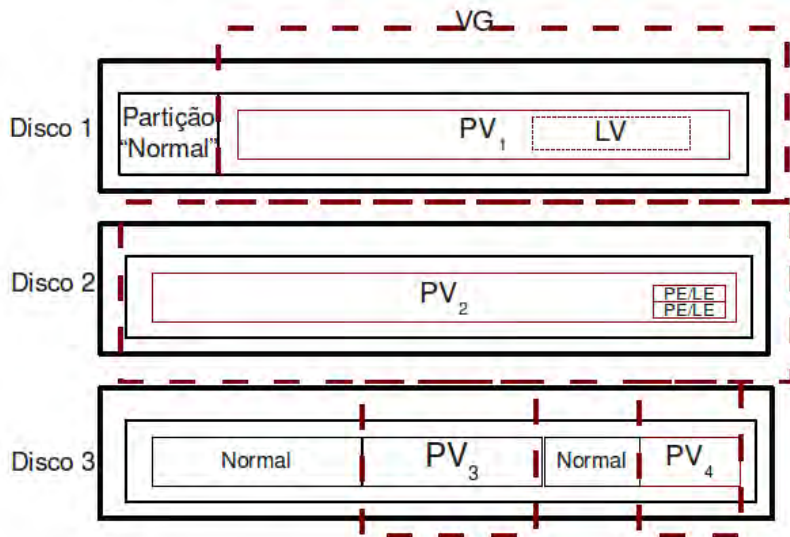 VG
Disco 1
Partição
“Normal”
PV1
LV
Disco 2
PV2
PE/LE
PE/LE
Disco 3
Normal
PV3
Normal
PV4